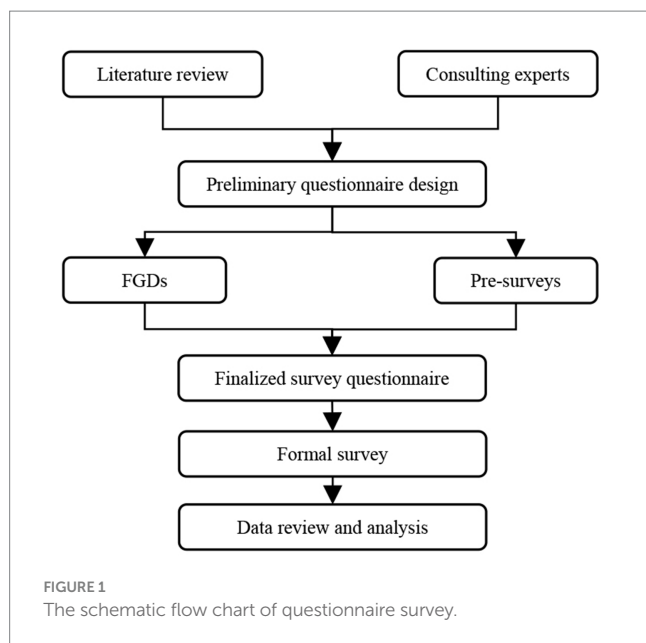 Literature review
Consulting experts
Preliminary questionnaire design
FGDs
Pre-surveys
Finalized survey questionnaire
Formal survey
Data review and analysis
FIGURE 1
The schematic flow chart of questionnaire survey.